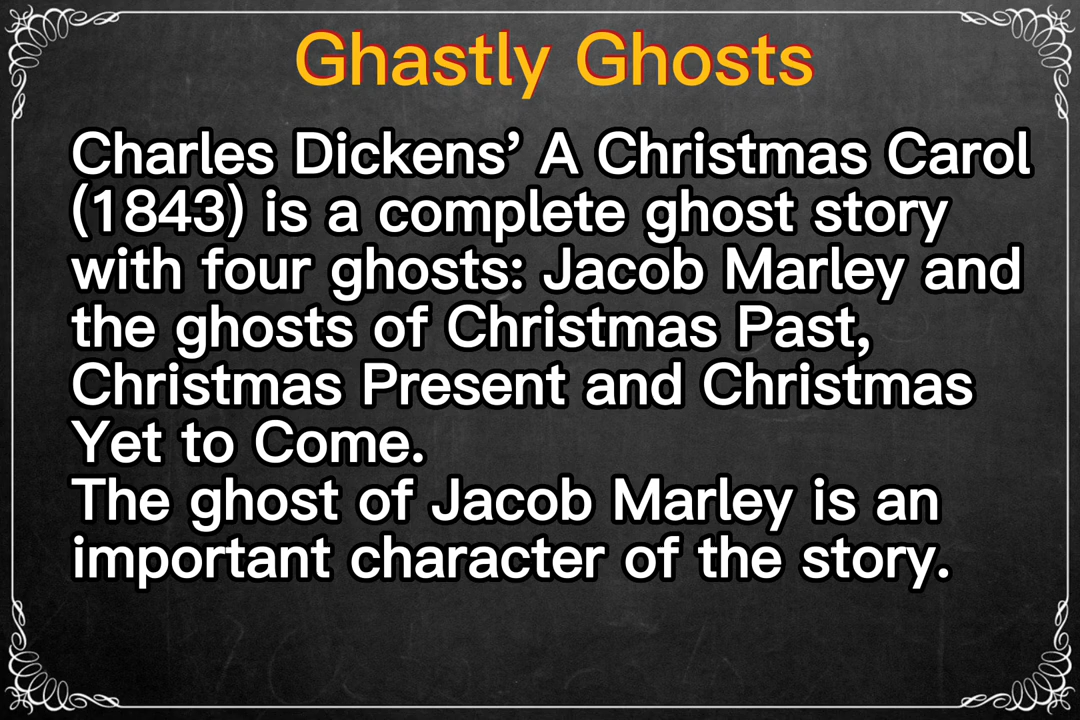 Ghastly Ghosts
Charles Dickens’ A Christmas Carol
(1843) is a complete ghost story
with four ghosts: Jacob Marley and
the ghosts of Christmas Past,
Christmas Present and Christmas
Yet to Come.
The ghost of Jacob Marley is an
important character of the story.